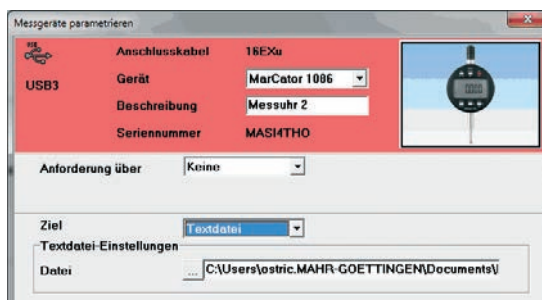 Messgeräte parametrieren
USB3
Anschlusskabel 16EXu
Gerät MarCator 1086
Beschreibung Messuhr 2
Seriennummer MASI4THO
Anforderung über Keine
Ziel Textdatei
Textdatei-Einstellungen
Datei ... C:\Users\ostric.MAHR-GOETTINGEN\Documents\